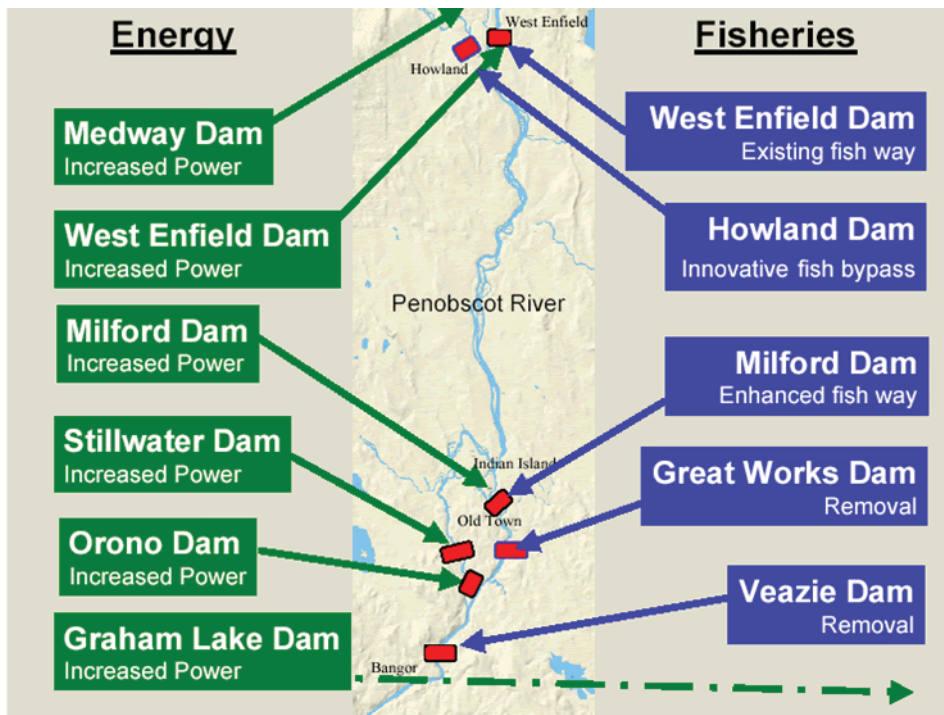 Energy
Medway Dam
Increased Power
West Enfield Dam
Increased Power
Milford Dam
Increased Power
Stillwater Dam
Increased Power
Orono Dam
Increased Power
Graham Lake Dam
Increased Power
West Enfield
Howland
Penobscot River
Indian Island
Old Town
Bangor
Fisheries
West Enfield Dam
Existing fish way
Howland Dam
Innovative fish bypass
Milford Dam
Enhanced fish way
Great Works Dam
Removal
Veazie Dam
Removal